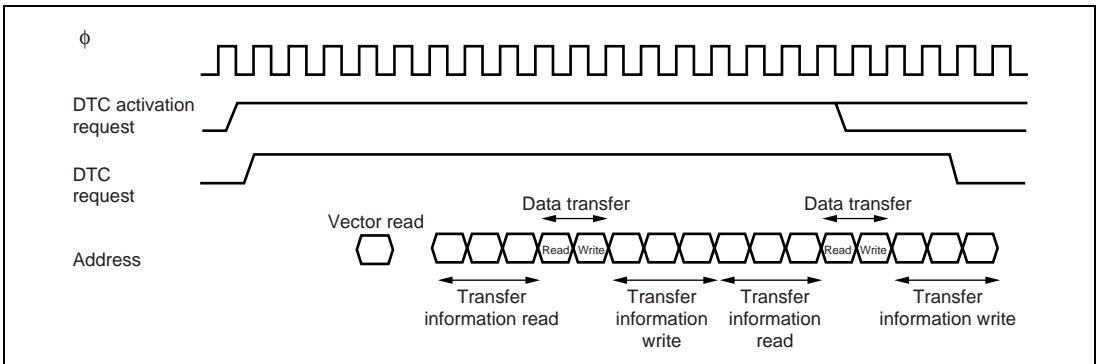 ϕ
DTC activation
request
DTC
request
Data transfer
Data transfer
Vector read
Read
Write
Read
Write
Address
Transfer
information read
Transfer
information
write
Transfer
information
read
Transfer
information write